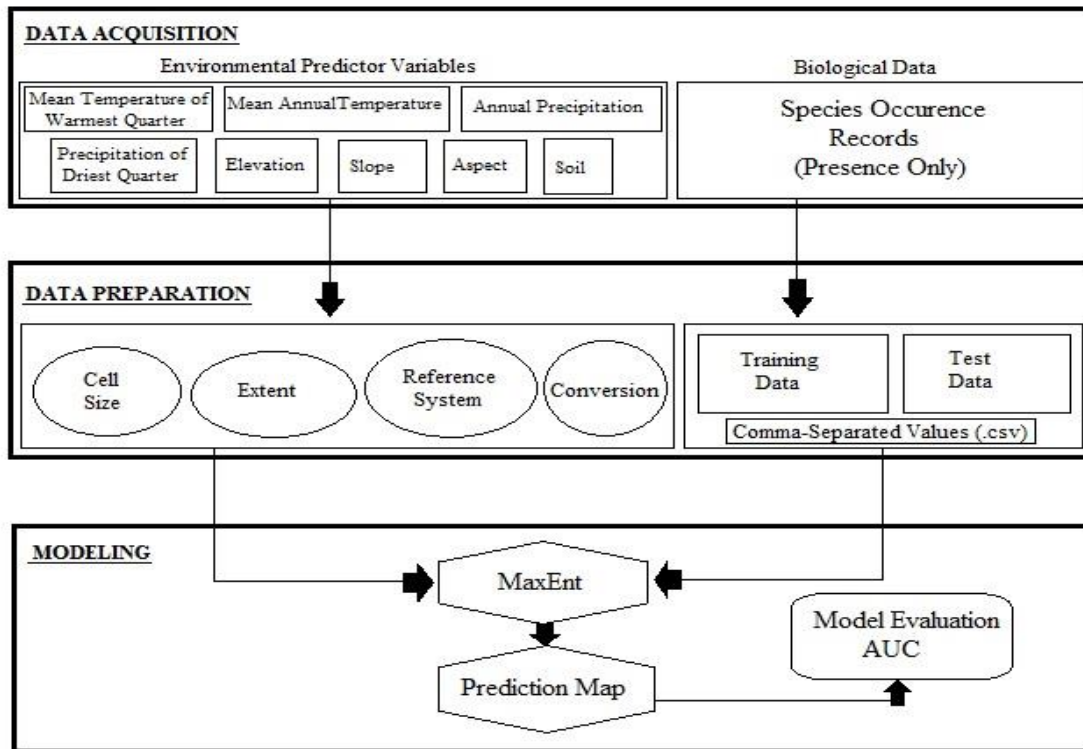 DATA ACQUISITION
Environmental Predictor Variables
Biological Data
Mean Temperature of
Warmest Quarter
Mean AnnualTemperature
Annual Precipitation
Precipitation of
Driest Quarter
Elevation
Slope
Aspect
Soil
Species Occurence
Records
(Presence Only)
DATA PREPARATION
Cell
Size
Extent
Reference
System
Conversion
Training
Data
Test
Data
Comma-Separated Values (.csv)
MODELING
MaxEnt
Prediction Map
Model Evaluation
AUC